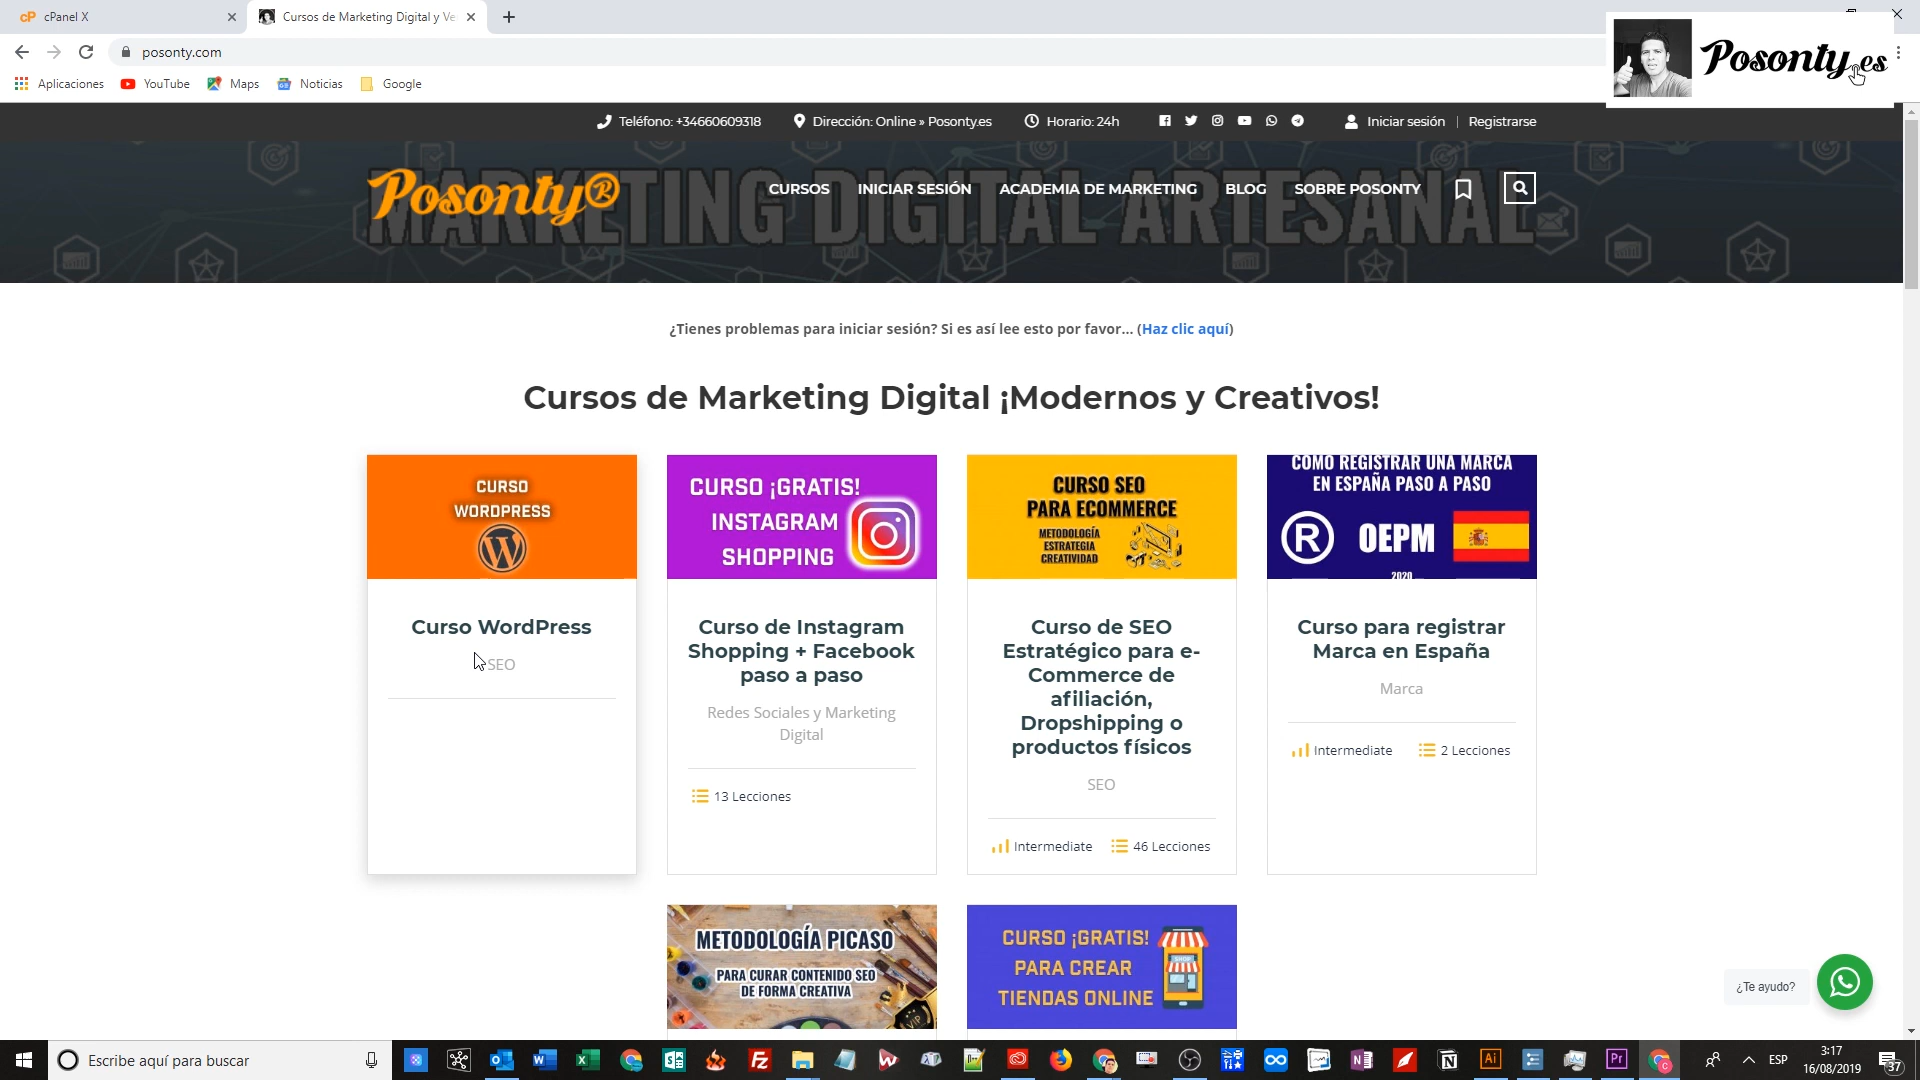 cPanel X
Cursos de Marketing Digital y Ve
posonty.com
Posonty.es
Aplicaciones
YouTube
Maps
Noticias
Google
Teléfono: +34660609318
Dirección: Online » Posonty.es
Horario: 24h
Iniciar sesión
Registrarse
MARKETING DIGITAL ARTESANAL
Posonty®
CURSOS
INICIAR SESIÓN
ACADEMIA DE MARKETING
BLOG
SOBRE POSONTY
¿Tienes problemas para iniciar sesión? Si es así lee esto por favor... (Haz clic aquí)
Cursos de Marketing Digital ¡Modernos y Creativos!
CURSO
WORDPRESS
Curso WordPress
SEO
CURSO ¡GRATIS!
INSTAGRAM
SHOPPING
Curso de Instagram
Shopping + Facebook
paso a paso
Redes Sociales y Marketing
Digital
13 Lecciones
CURSO SEO
PARA ECOMMERCE
METODOLOGÍA
ESTRATEGIA
CREATIVIDAD
Curso de SEO
Estratégico para e-
Commerce de
afiliación,
Dropshipping o
productos físicos
SEO
Intermediate
46 Lecciones
COMO REGISTRAR UNA MARCA
EN ESPAÑA PASO A PASO
® OEPM
2020
Curso para registrar
Marca en España
Marca
Intermediate
2 Lecciones
METODOLOGÍA PICASO
PARA CURAR CONTENIDO SEO
DE FORMA CREATIVA
VIP
CURSO ¡GRATIS!
PARA CREAR
TIENDAS ONLINE
SHOP
¿Te ayudo?
Escribe aquí para buscar
ESP
3:17
16/08/2019
37